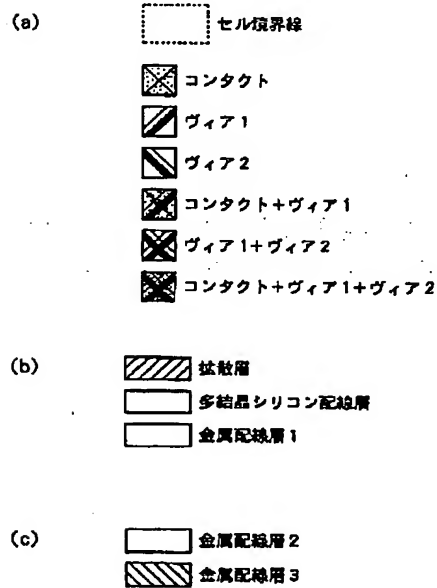 (a)
セル境界線
コンタクト
ヴィア1
ヴィア2
コンタクト+ヴィア1
ヴィア1+ヴィア2
コンタクト+ヴィア1+ヴィア2
(b)
拡散層
多結晶シリコン配線層
金属配線層1
(c)
金属配線層2
金属配線層3